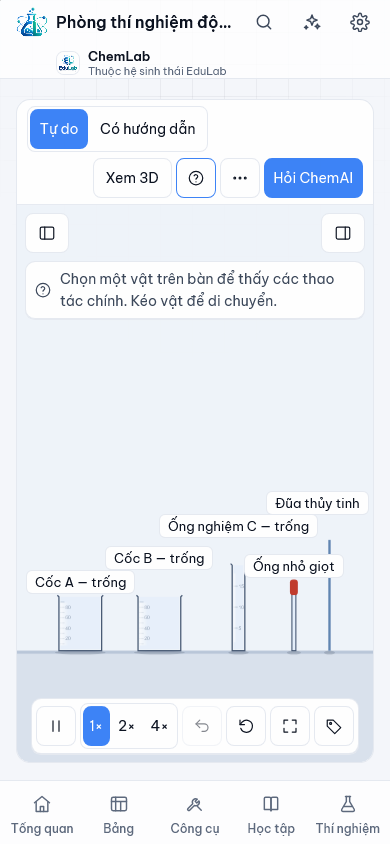 Phòng thí nghiệm độ...
ChemLab
Thuộc hệ sinh thái EduLab
Tự do
Có hướng dẫn
Xem 3D
Hỏi ChemAI
Chọn một vật trên bàn để thấy các thao
tác chính. Kéo vật để di chuyển.
Đũa thủy tinh
Ống nghiệm C — trống
Cốc B — trống
Ống nhỏ giọt
Cốc A — trống
1×
2×
4×
Tổng quan
Bảng
Công cụ
Học tập
Thí nghiệm